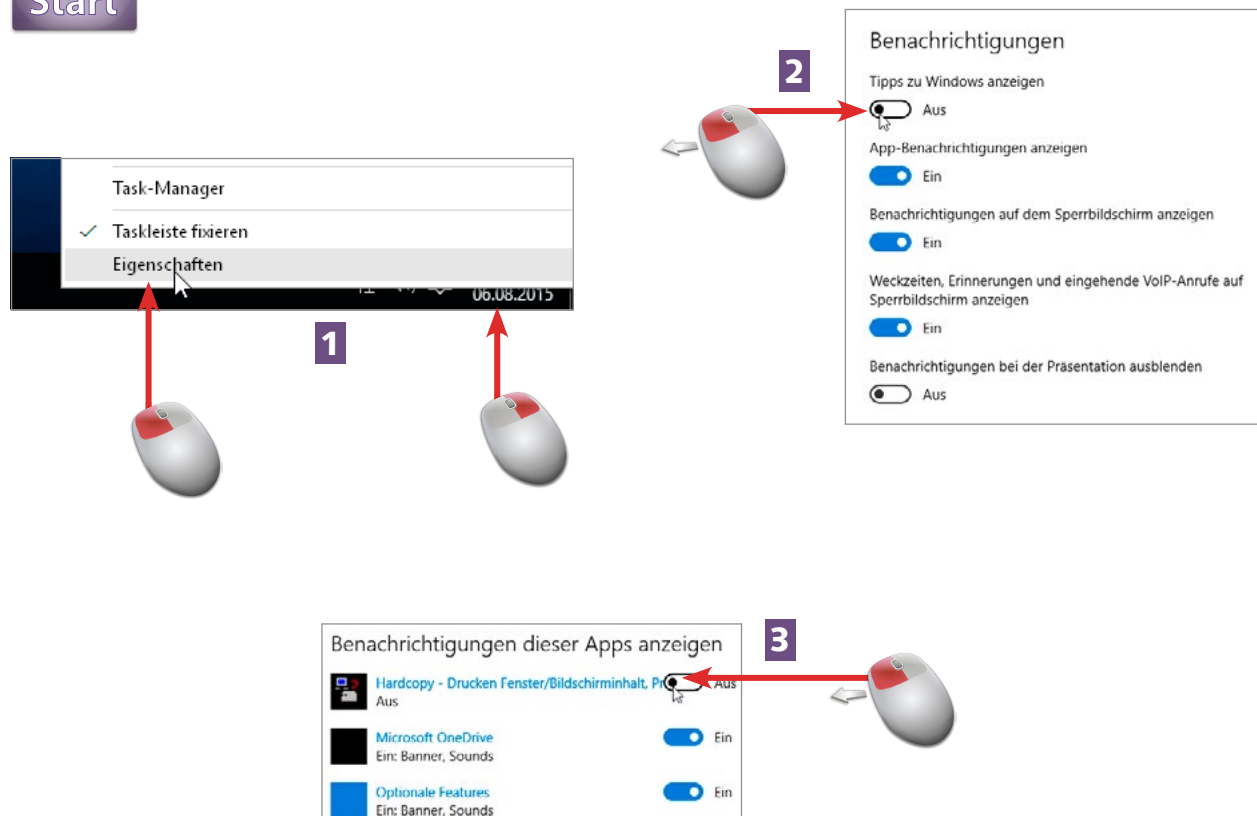 Start
1
Task-Manager
Taskleiste fixieren
Eigenschaften
06.08.2015
2
Benachrichtigungen
Tipps zu Windows anzeigen
Aus
App-Benachrichtigungen anzeigen
Ein
Benachrichtigungen auf dem Sperrbildschirm anzeigen
Ein
Weckzeiten, Erinnerungen und eingehende VoIP-Anrufe auf
Sperrbildschirm anzeigen
Ein
Benachrichtigungen bei der Präsentation ausblenden
Aus
3
Benachrichtigungen dieser Apps anzeigen
Hardcopy - Drucken Fenster/Bildschirminhalt, Aus
Aus
Microsoft OneDrive Ein
Ein: Banner, Sounds
Optionale Features Ein
Ein: Banner, Sounds